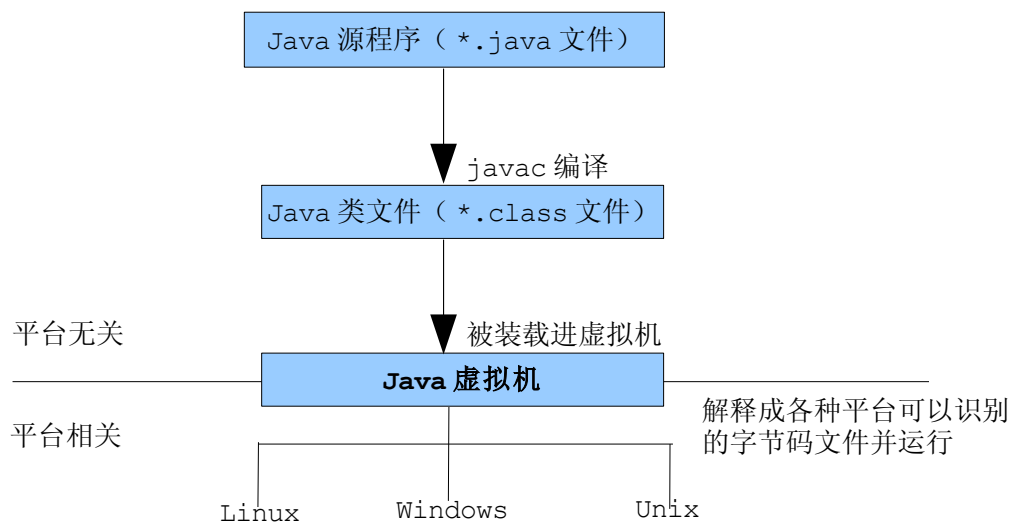 Java 源程序（ *.java 文件）
javac 编译
Java 类文件（ *.class 文件）
平台无关
被装载进虚拟机
Java 虚拟机
平台相关
解释成各种平台可以识别
的字节码文件并运行
Linux
Windows
Unix